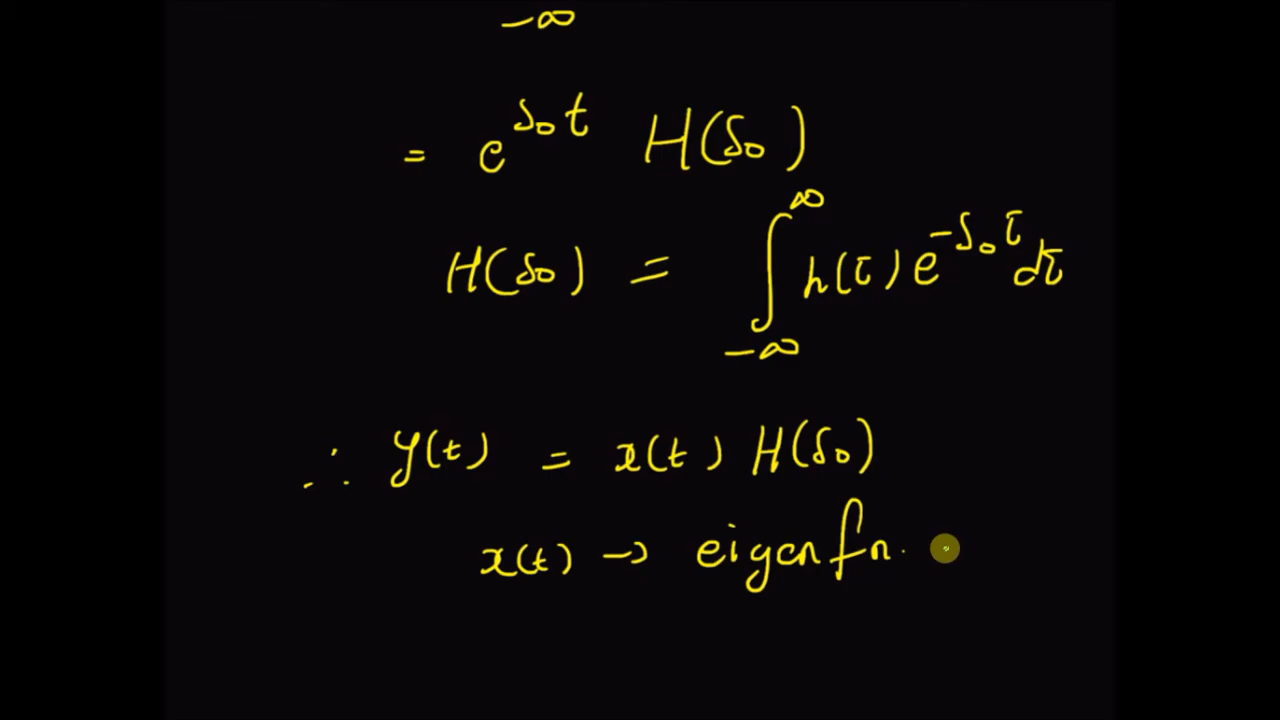 -∞
= e^{s₀t} H(s₀)
H(s₀) = ∫_{-∞}^{∞} h(τ) e^{-s₀τ} dτ
∴ y(t) = x(t) H(s₀)
x(t) → eigenfn.